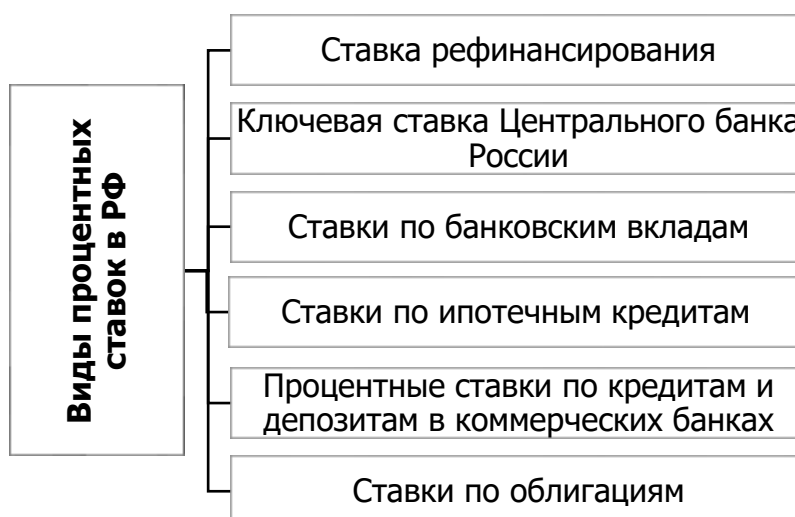 Виды процентных
ставок в РФ
Ставка рефинансирования
Ключевая ставка Центрального банка
России
Ставки по банковским вкладам
Ставки по ипотечным кредитам
Процентные ставки по кредитам и
депозитам в коммерческих банках
Ставки по облигациям